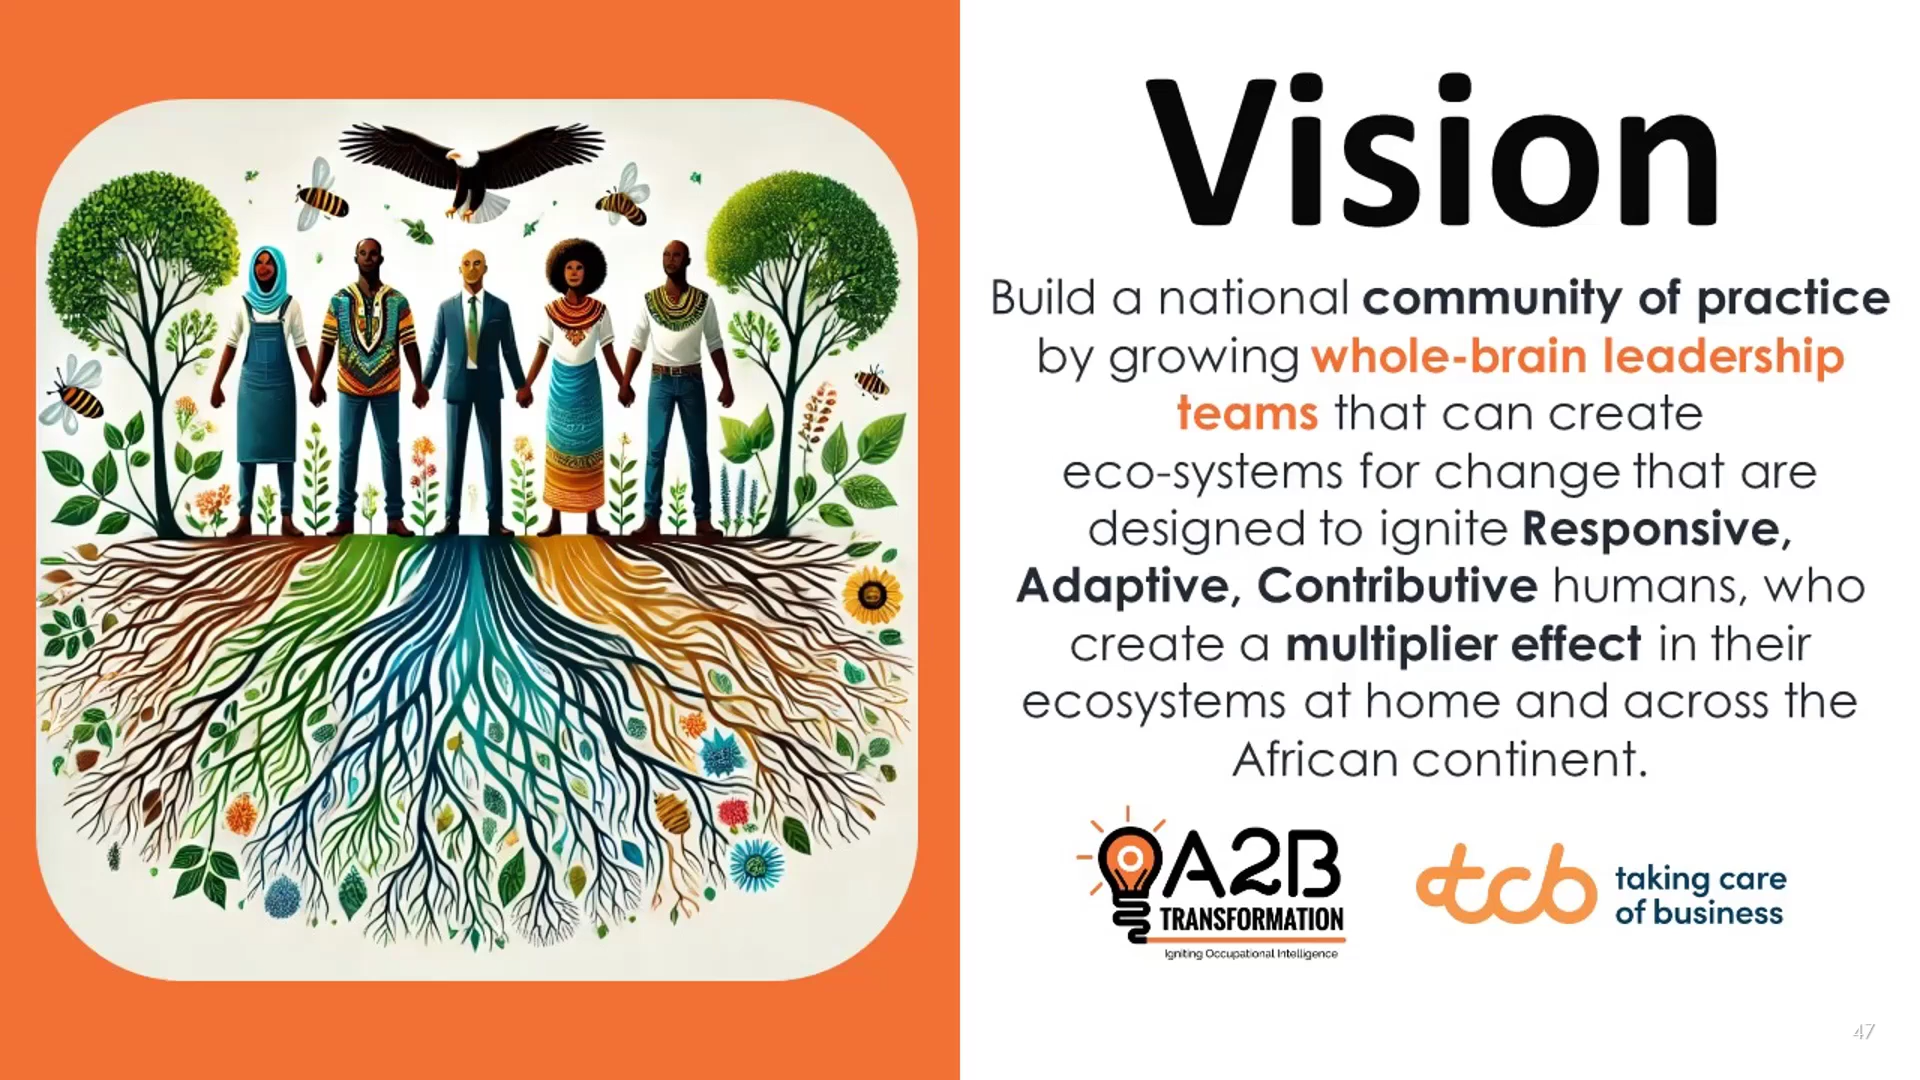 Vision
Build a national community of practice
by growing whole-brain leadership
teams that can create
eco-systems for change that are
designed to ignite Responsive,
Adaptive, Contributive humans, who
create a multiplier effect in their
ecosystems at home and across the
African continent.
A2B
TRANSFORMATION
Igniting Occupational Intelligence
tcb
taking care
of business
47